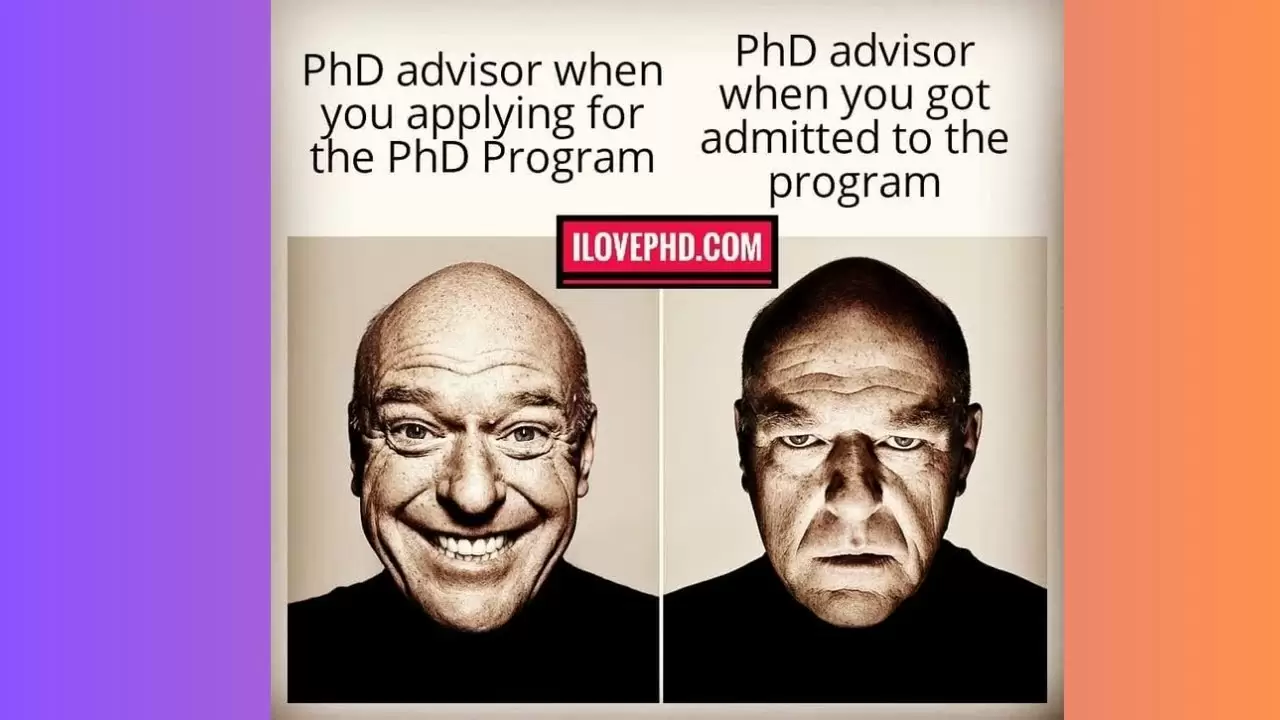 PhD advisor when
you applying for
the PhD Program
PhD advisor
when you got
admitted to the
program
ILOVEPHD.COM